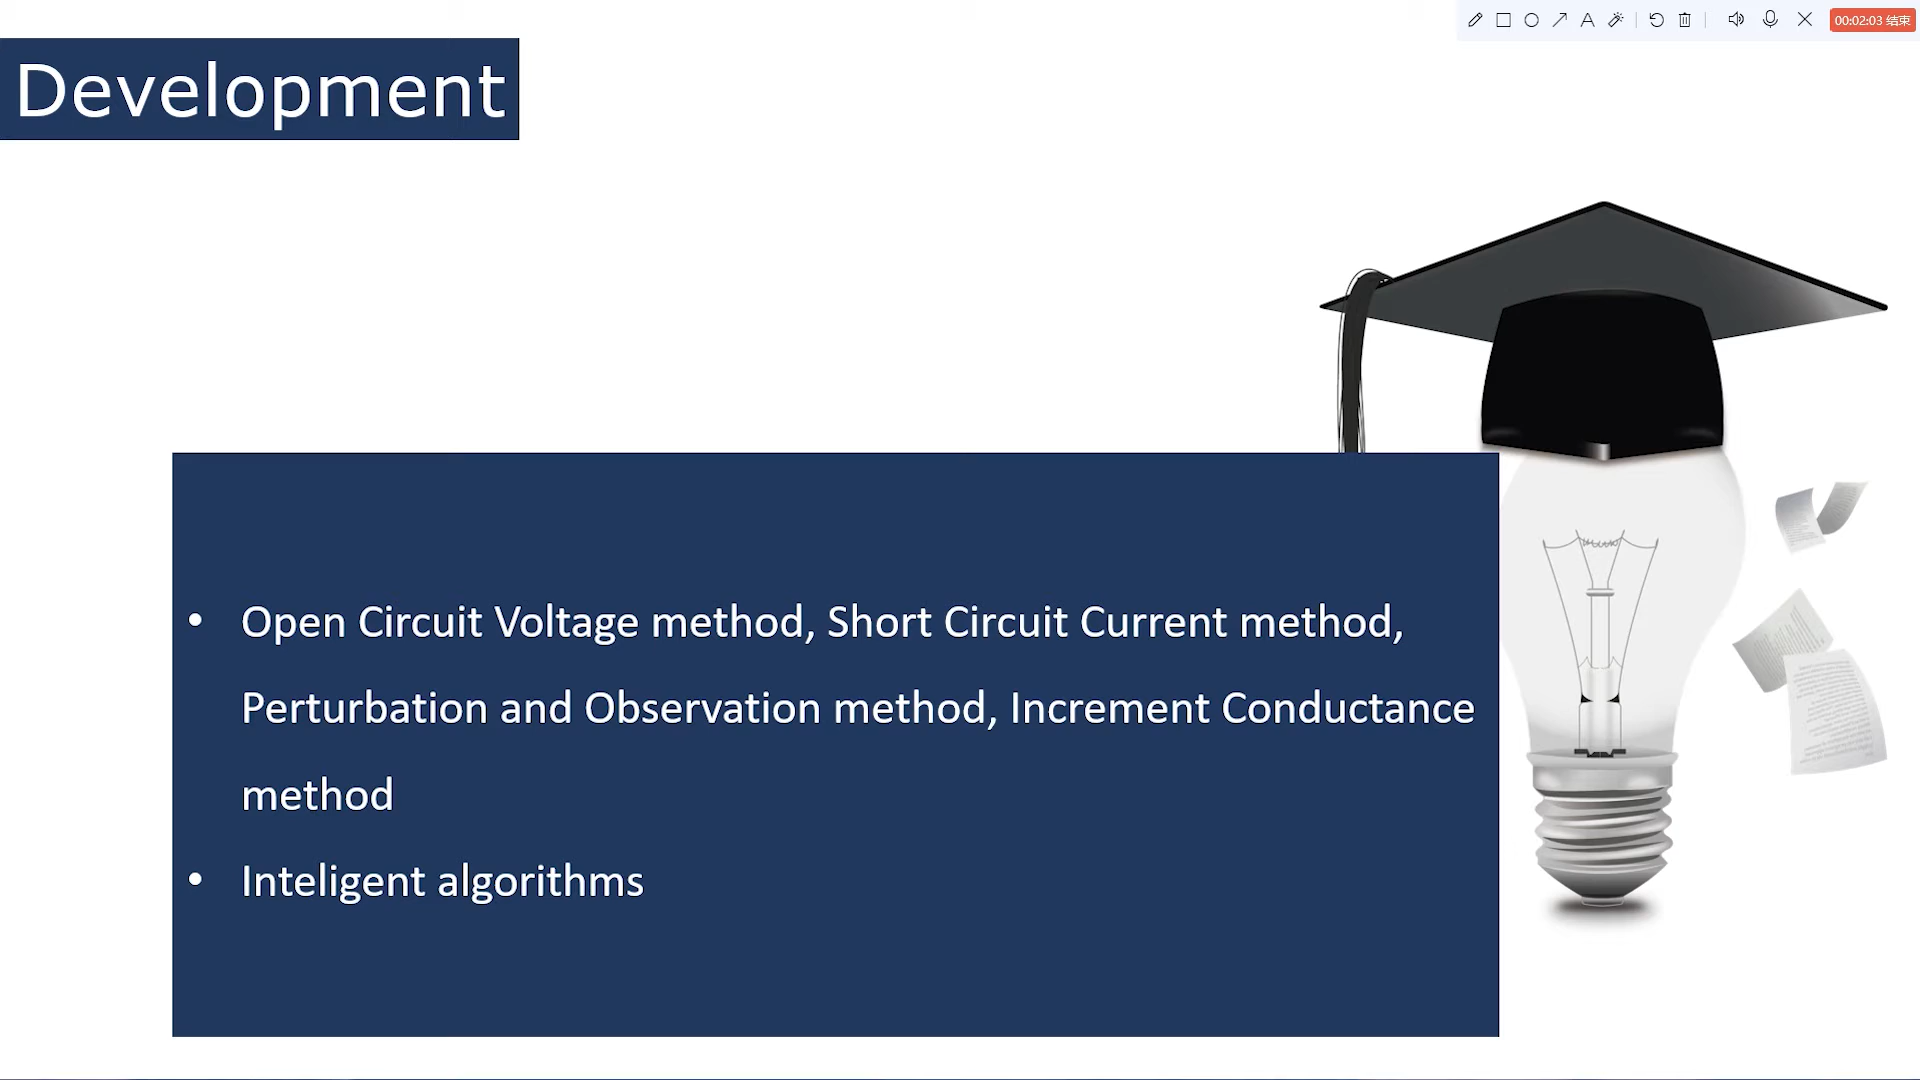 00:02:03 结束
Development
• Open Circuit Voltage method, Short Circuit Current method,
Perturbation and Observation method, Increment Conductance
method
• Inteligent algorithms